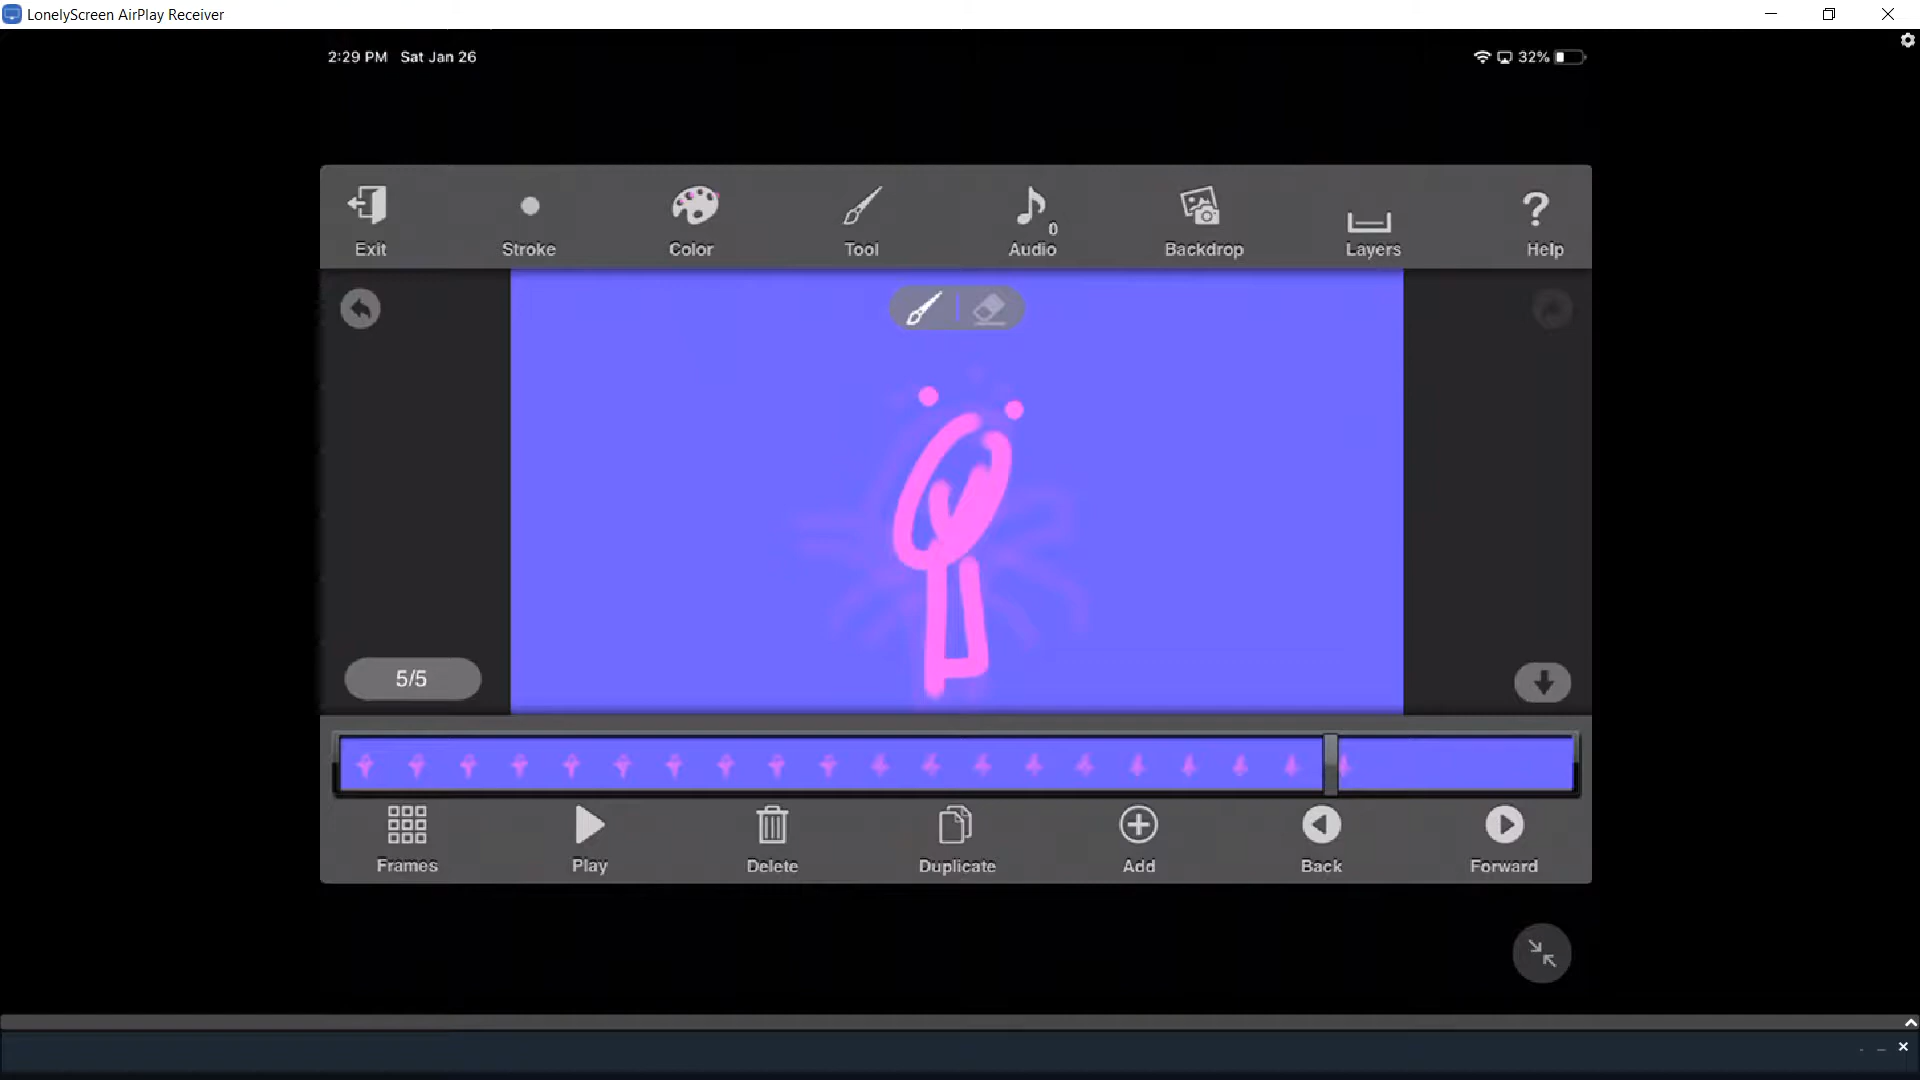 LonelyScreen AirPlay Receiver
2:29 PM Sat Jan 26
32%
Exit
Stroke
Color
Tool
0
Audio
Backdrop
Layers
?
Help
5/5
Frames
Play
Delete
Duplicate
Add
Back
Forward